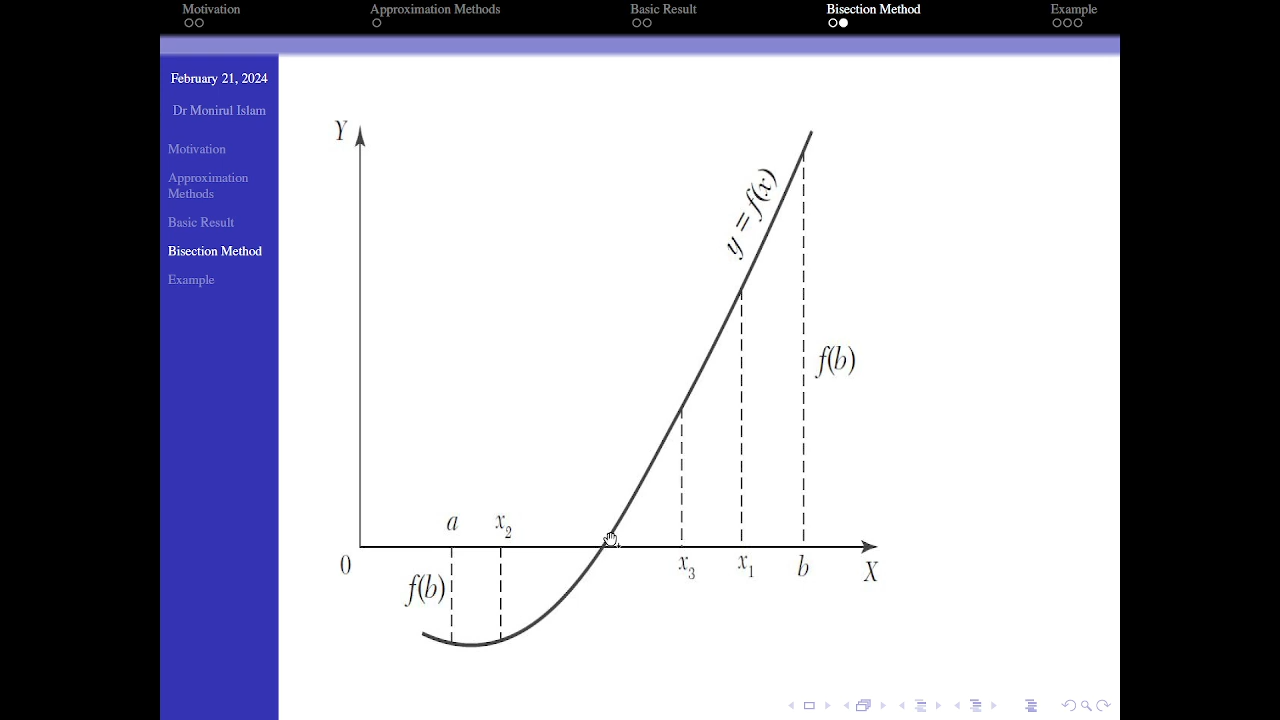 Motivation
Approximation Methods
Basic Result
Bisection Method
Example
February 21, 2024
Dr Monirul Islam
Motivation
Approximation
Methods
Basic Result
Bisection Method
Example
Y
y = f(x)
f(b)
a
x₂
0
f(b)
x₃
x₁
b
X